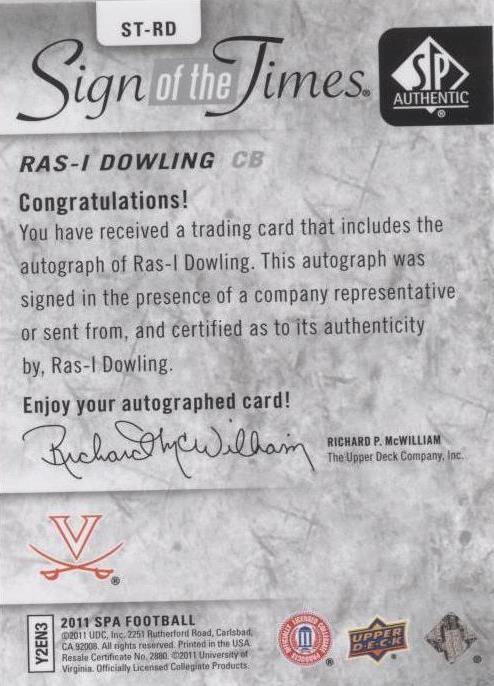 ST-RD
Sign of the Times®
SP
AUTHENTIC
®
RAS-I DOWLING CB
Congratulations!
You have received a trading card that includes the
autograph of Ras-I Dowling. This autograph was
signed in the presence of a company representative
or sent from, and certified as to its authenticity
by, Ras-I Dowling.
Enjoy your autographed card!
Richard P. McWilliam
RICHARD P. McWILLIAM
The Upper Deck Company, Inc.
V
®
Y2EN3
2011 SPA FOOTBALL
©2011 UDC, Inc. 2251 Rutherford Road, Carlsbad,
CA 92008. All rights reserved. Printed in the USA.
Resale Certificate No. 2880. ©2011 University of
Virginia. Officially Licensed Collegiate Products.
OFFICIALLY LICENSED COLLEGIATE PRODUCTS
®
UPPER
D·E·C·K
®